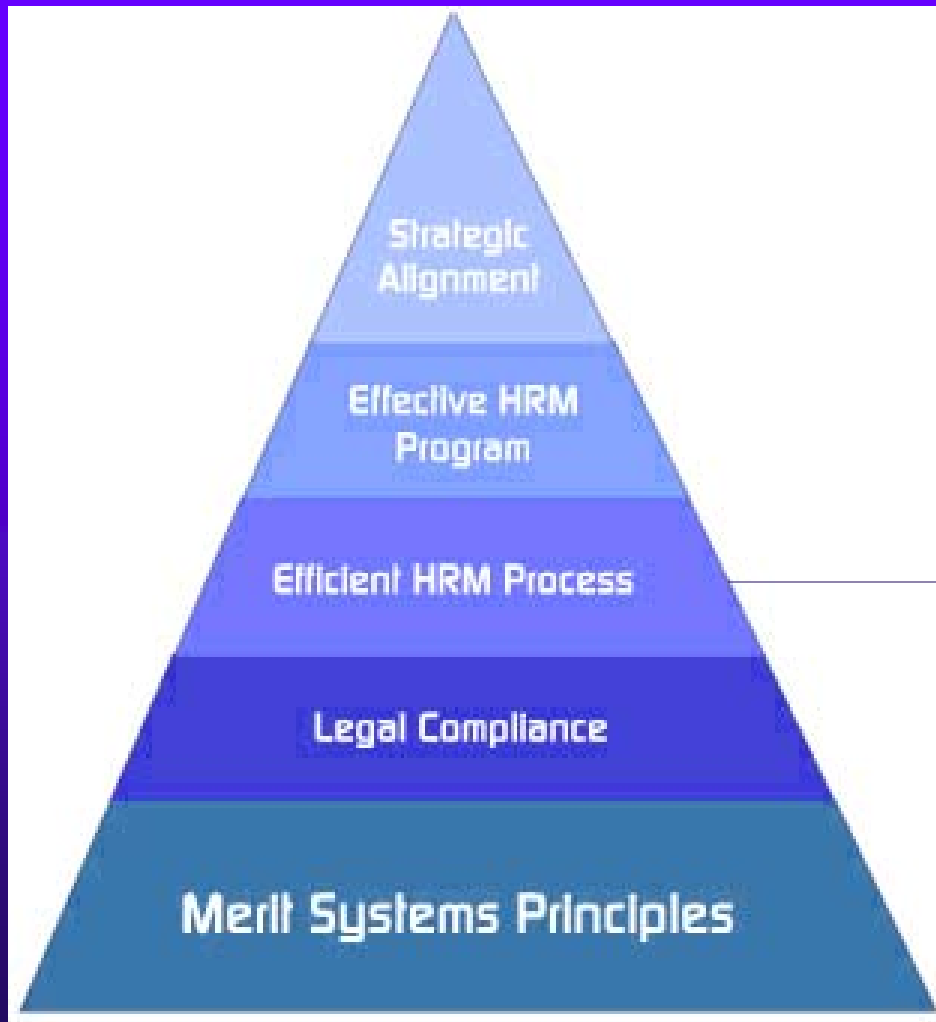 Strategic
Alignment
Effective HRM
Program
Efficient HRM Process
Legal Compliance
Merit Systems Principles